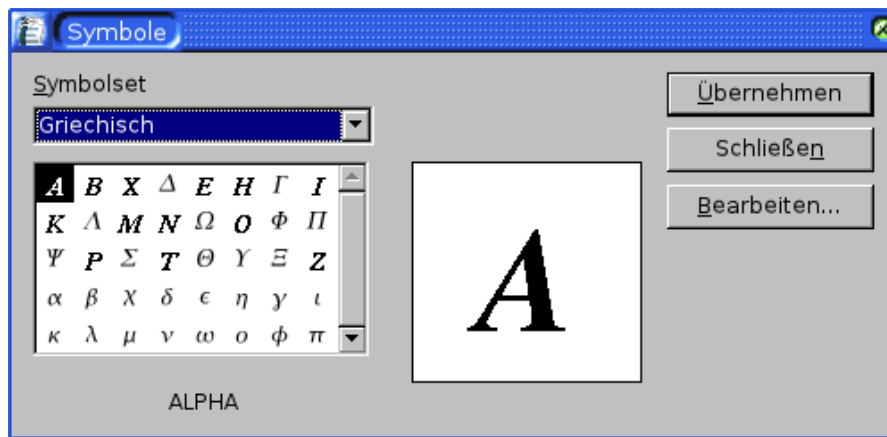 Symbole
Symbolset
Griechisch
Übernehmen
Schließen
Bearbeiten...
Α Β Χ Δ Ε Η Γ Ι
Κ Λ Μ Ν Ω Ο Φ Π
Ψ Ρ Σ Τ Θ Υ Ξ Ζ
α β χ δ ϵ η γ ι
κ λ μ ν ω ο ϕ π
Α
ALPHA